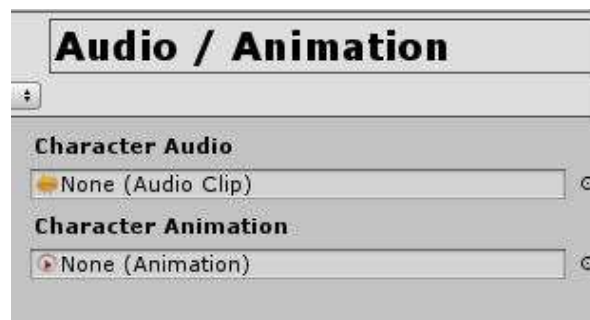 Audio / Animation
Character Audio
None (Audio Clip)
Character Animation
None (Animation)